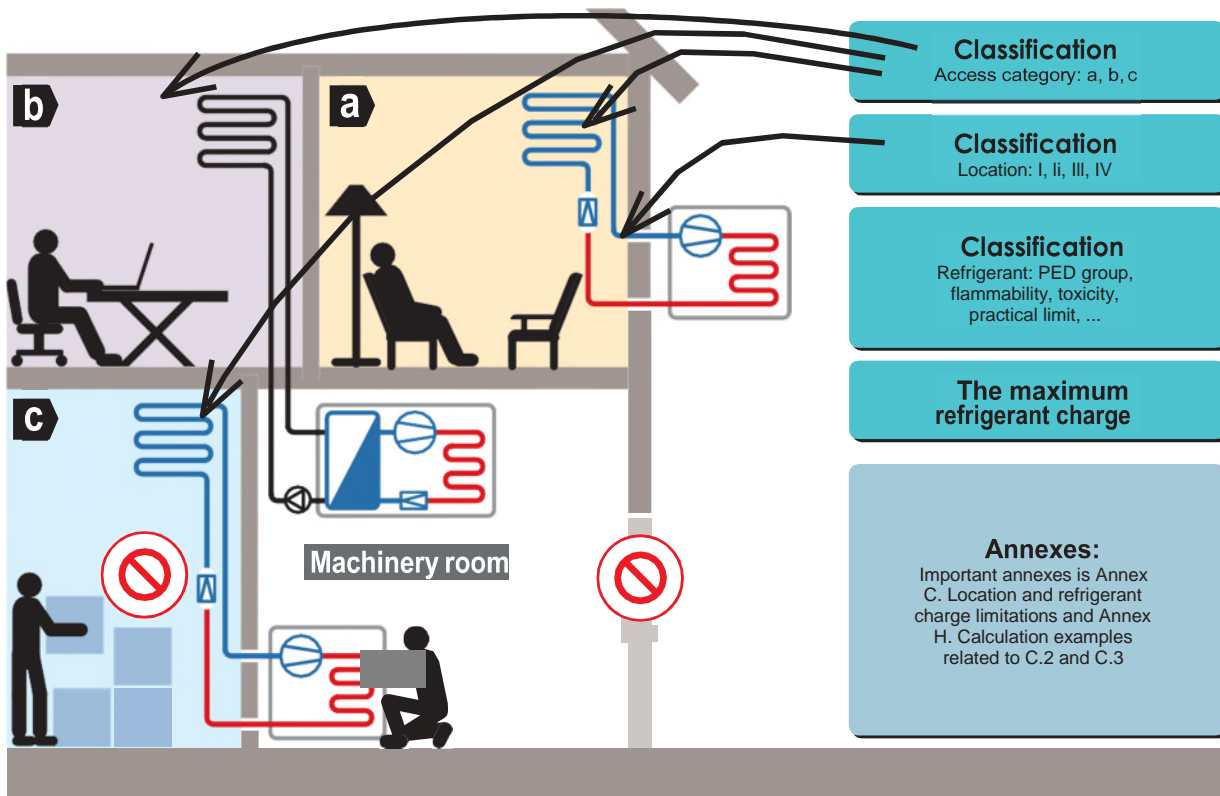 b
a
c
Machinery room
Classification
Access category: a, b, c
Classification
Location: I, Ii, III, IV
Classification
Refrigerant: PED group,
flammability, toxicity,
practical limit, ...
The maximum
refrigerant charge
Annexes:
Important annexes is Annex
C. Location and refrigerant
charge limitations and Annex
H. Calculation examples
related to C.2 and C.3